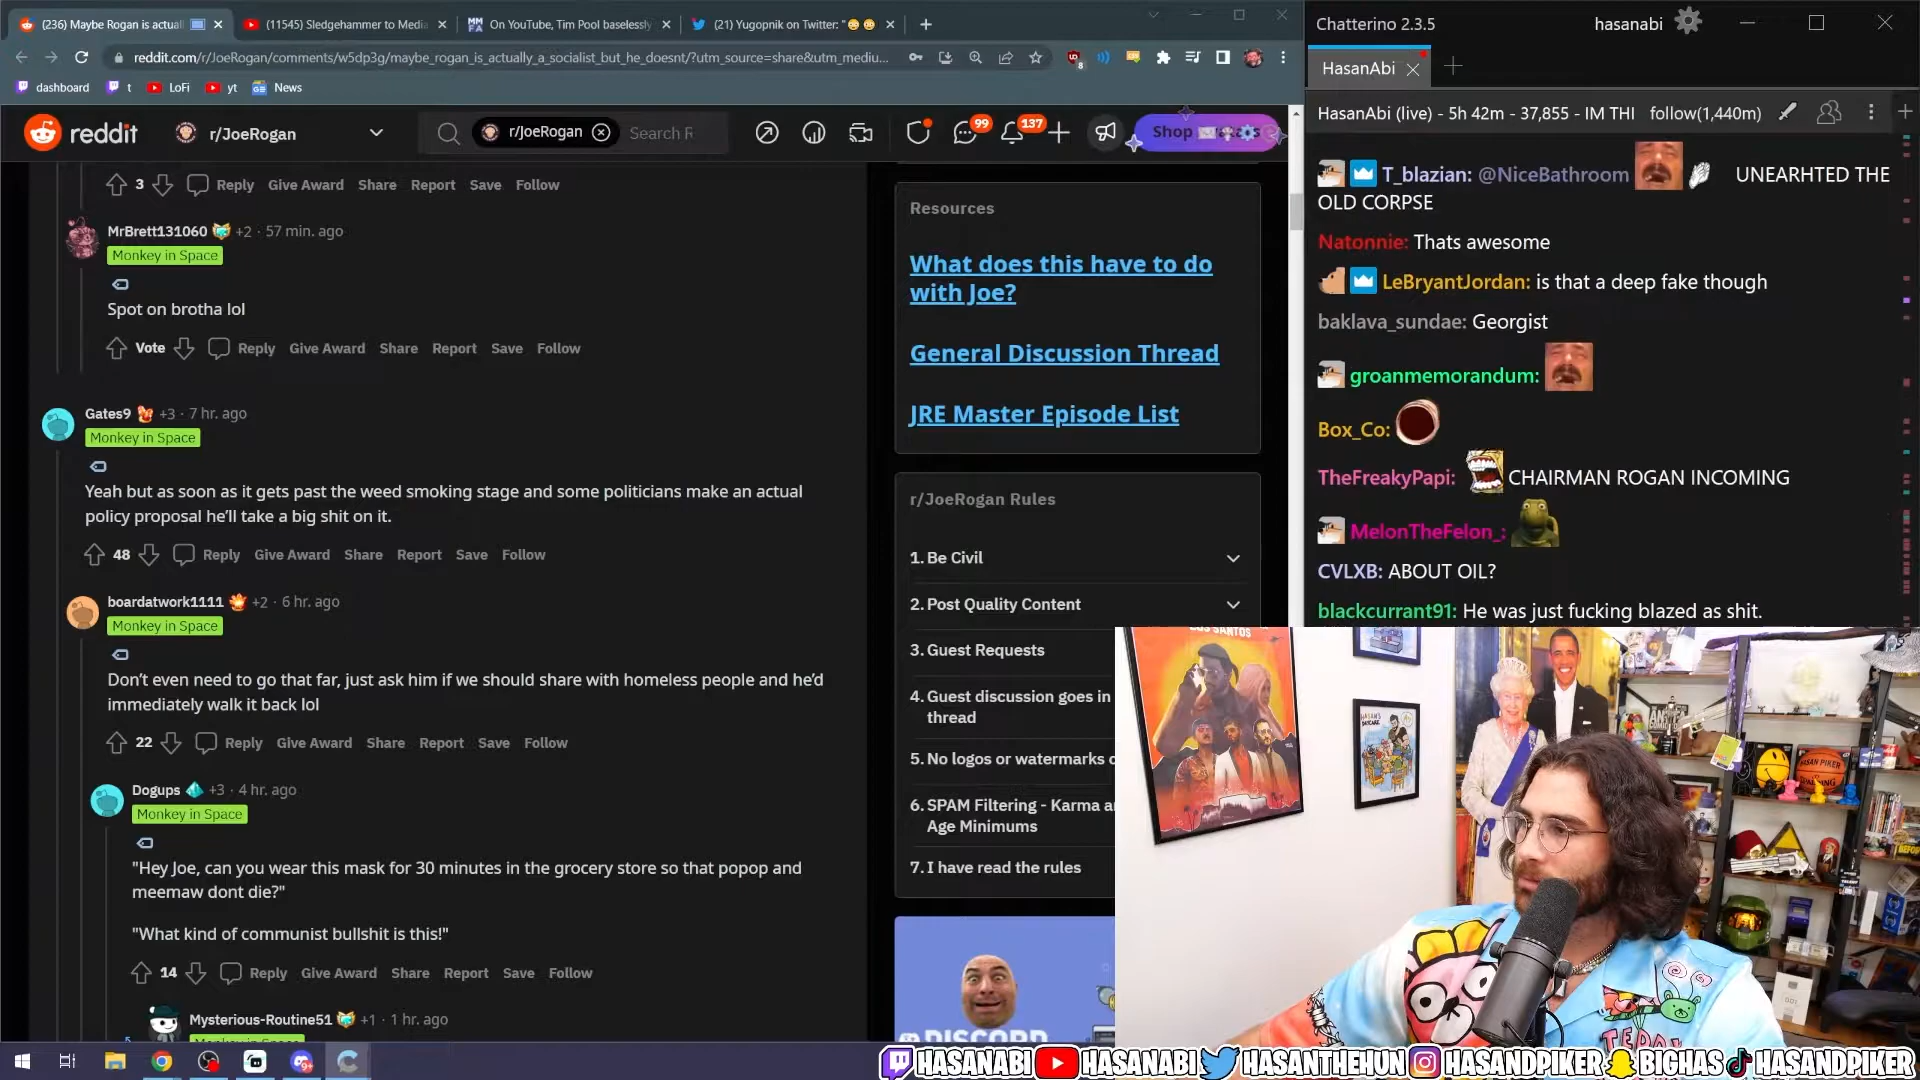 (236) Maybe Rogan is actual
(11545) Sledgehammer to Media
On YouTube, Tim Pool baselessly
(21) Yugopnik on Twitter: "
reddit.com/r/JoeRogan/comments/w5dp3g/maybe_rogan_is_actually_a_socialist_but_he_doesnt/?utm_source=share&utm_mediu...
dashboard
t
LoFi
yt
News
reddit
r/JoeRogan
r/JoeRogan
Search R
99
137
Shop
3 Reply Give Award Share Report Save Follow
MrBrett131060 +2 · 57 min. ago
Monkey in Space
Spot on brotha lol
Vote Reply Give Award Share Report Save Follow
Gates9 +3 · 7 hr. ago
Monkey in Space
Yeah but as soon as it gets past the weed smoking stage and some politicians make an actual
policy proposal he'll take a big shit on it.
48 Reply Give Award Share Report Save Follow
boardatwork1111 +2 · 6 hr. ago
Monkey in Space
Don't even need to go that far, just ask him if we should share with homeless people and he'd
immediately walk it back lol
22 Reply Give Award Share Report Save Follow
Dogups +3 · 4 hr. ago
Monkey in Space
"Hey Joe, can you wear this mask for 30 minutes in the grocery store so that popop and
meemaw dont die?"
"What kind of communist bullshit is this!"
14 Reply Give Award Share Report Save Follow
Mysterious-Routine51 +1 · 1 hr. ago
Resources
What does this have to do
with Joe?
General Discussion Thread
JRE Master Episode List
r/JoeRogan Rules
1. Be Civil
2. Post Quality Content
3. Guest Requests
4. Guest discussion goes in
thread
5. No logos or watermarks
6. SPAM Filtering - Karma
Age Minimums
7. I have read the rules
DISCORD
Chatterino 2.3.5
hasanabi
HasanAbi
HasanAbi (live) - 5h 42m - 37,855 - IM THI follow(1,440m)
T_blazian: @NiceBathroom UNEARHTED THE
OLD CORPSE
Natonnie: Thats awesome
LeBryantJordan: is that a deep fake though
baklava_sundae: Georgist
groanmemorandum:
Box_Co:
TheFreakyPapi: CHAIRMAN ROGAN INCOMING
MelonTheFelon_:
CVLXB: ABOUT OIL?
blackcurrant91: He was just fucking blazed as shit.
SANTOS
HASAN PIKER
SPALDING
TEDDY
HASANABI HASANABI HASANTHEHUN HASANDPIKER BIGHAS HASANDPIKER